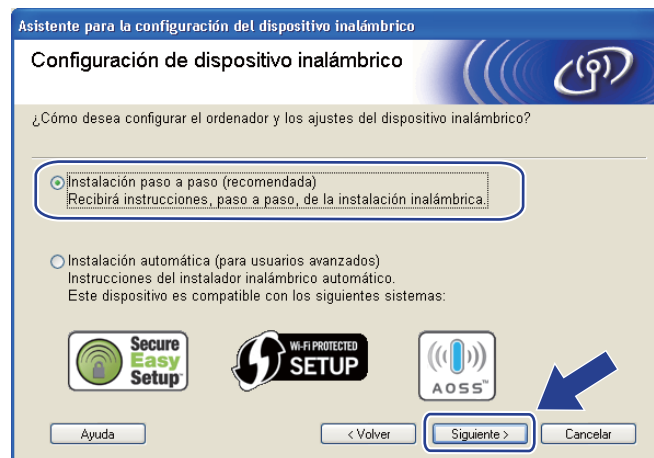 Asistente para la configuración del dispositivo inalámbrico
Configuración de dispositivo inalámbrico
¿Cómo desea configurar el ordenador y los ajustes del dispositivo inalámbrico?
Instalación paso a paso (recomendada)
Recibirá instrucciones, paso a paso, de la instalación inalámbrica.
Instalación automática (para usuarios avanzados)
Instrucciones del instalador inalámbrico automático.
Este dispositivo es compatible con los siguientes sistemas:
Secure
Easy
Setup
Wi-Fi PROTECTED
SETUP
AOSS™
Ayuda
< Volver
Siguiente >
Cancelar